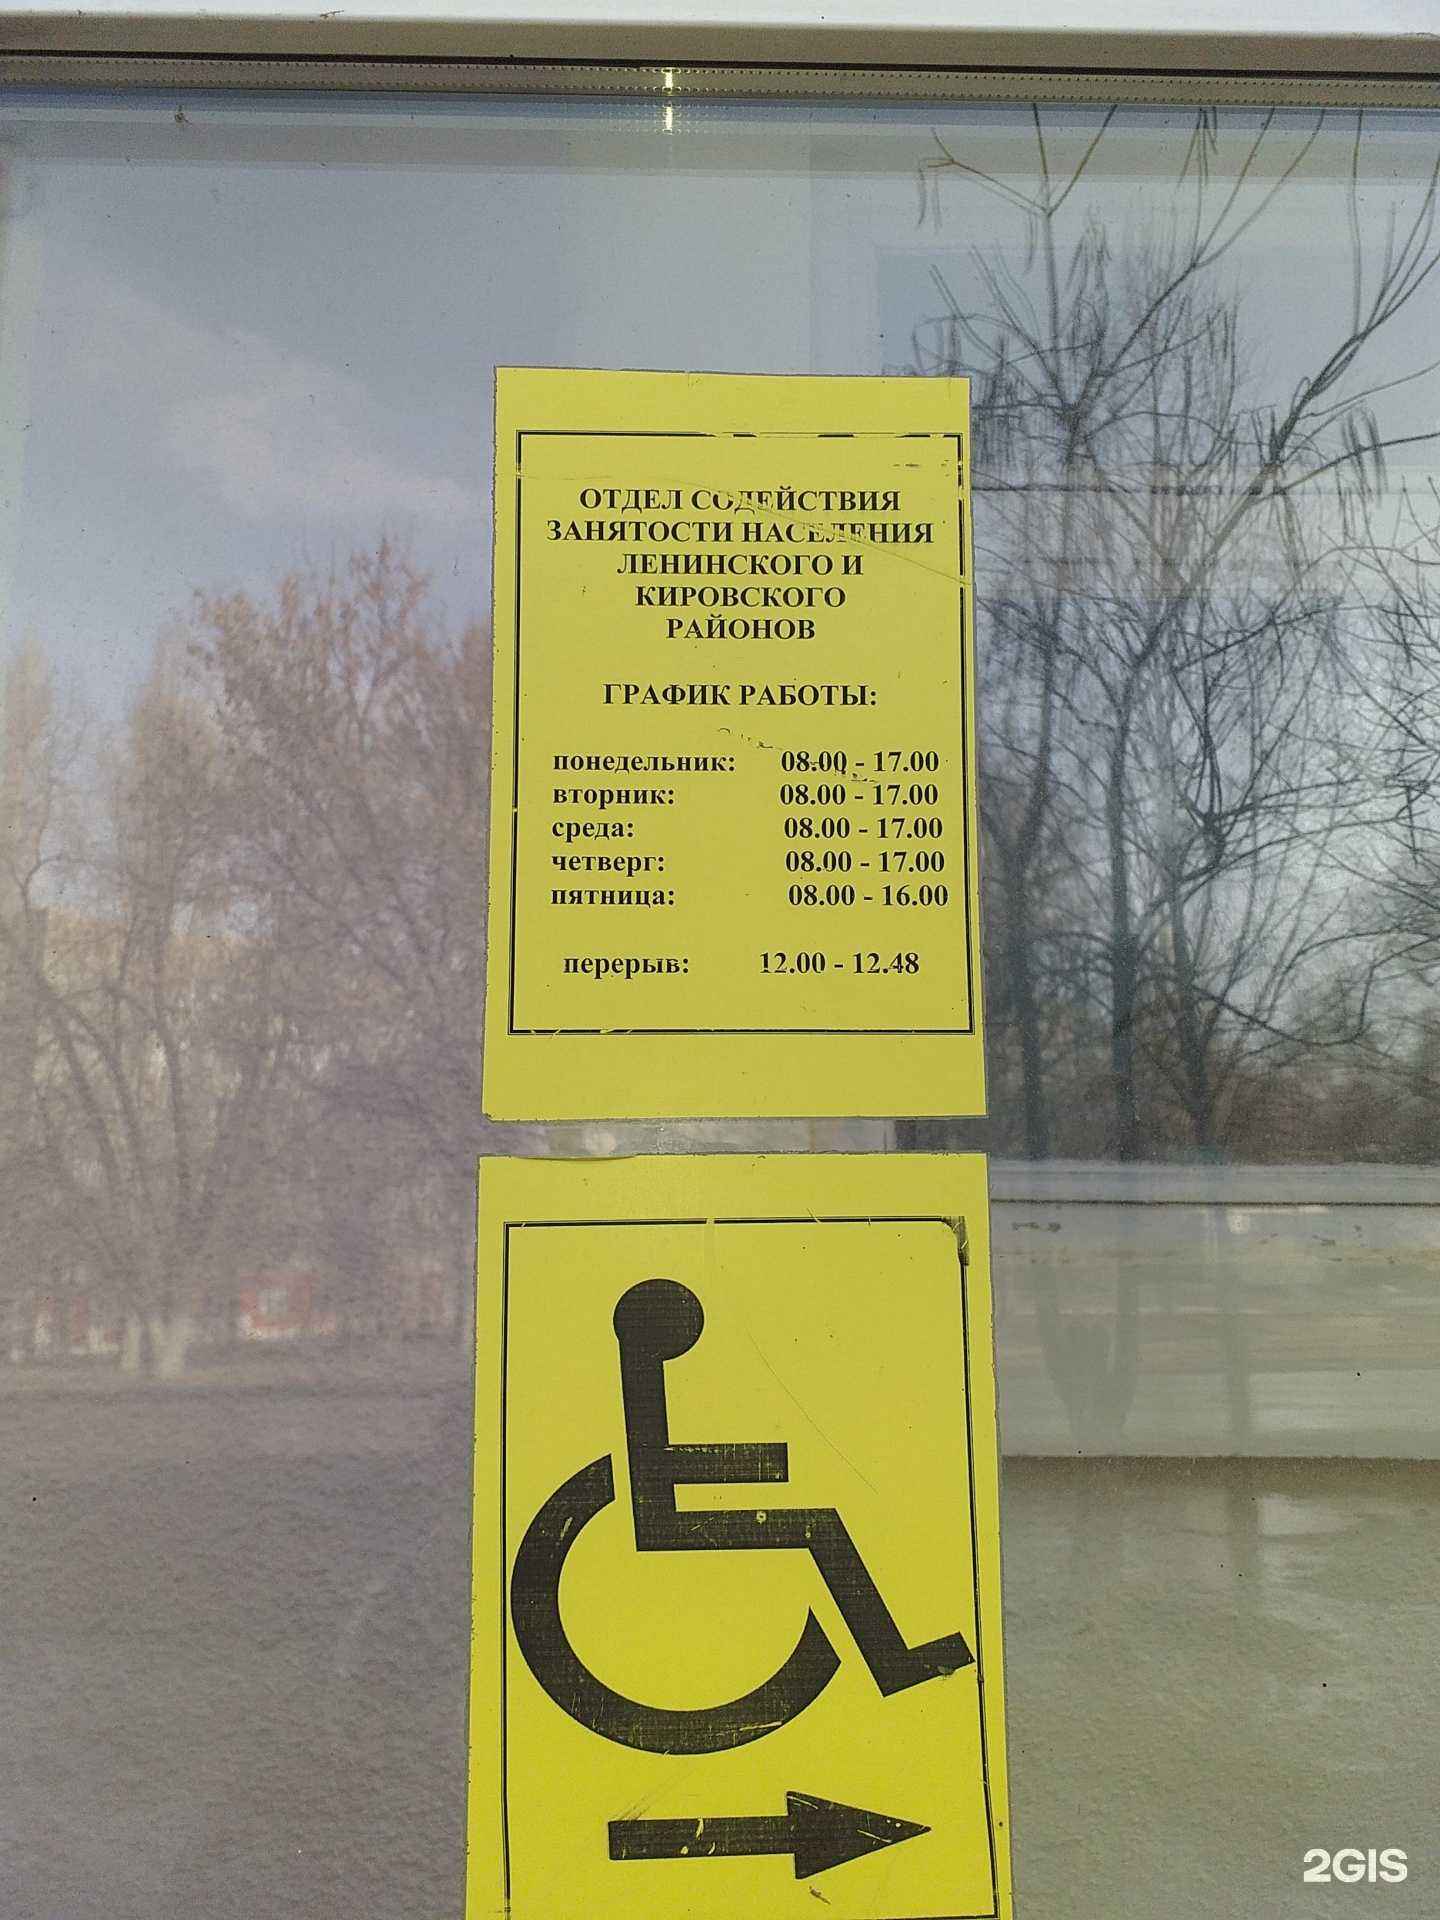 ОТДЕЛ СОДЕЙСТВИЯ
ЗАНЯТОСТИ НАСЕЛЕНИЯ
ЛЕНИНСКОГО И
КИРОВСКОГО
РАЙОНОВ
ГРАФИК РАБОТЫ:
понедельник: 08.00 - 17.00
вторник: 08.00 - 17.00
среда: 08.00 - 17.00
четверг: 08.00 - 17.00
пятница: 08.00 - 16.00
перерыв: 12.00 - 12.48
2GIS